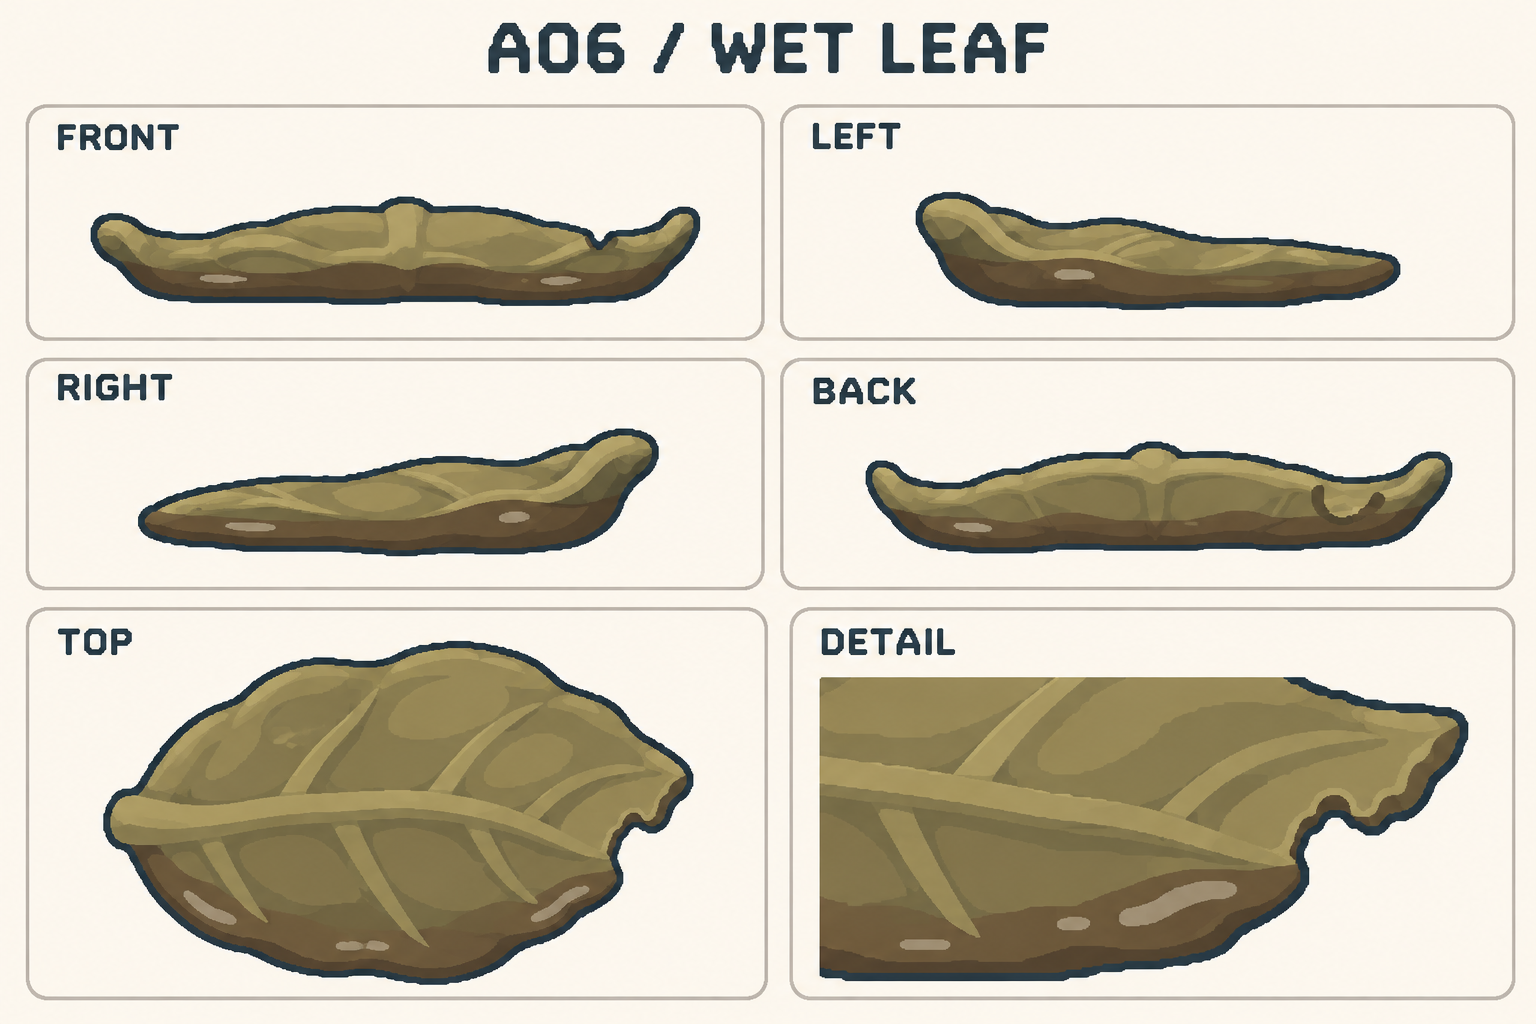 A06 / WET LEAF
FRONT
LEFT
RIGHT
BACK
TOP
DETAIL